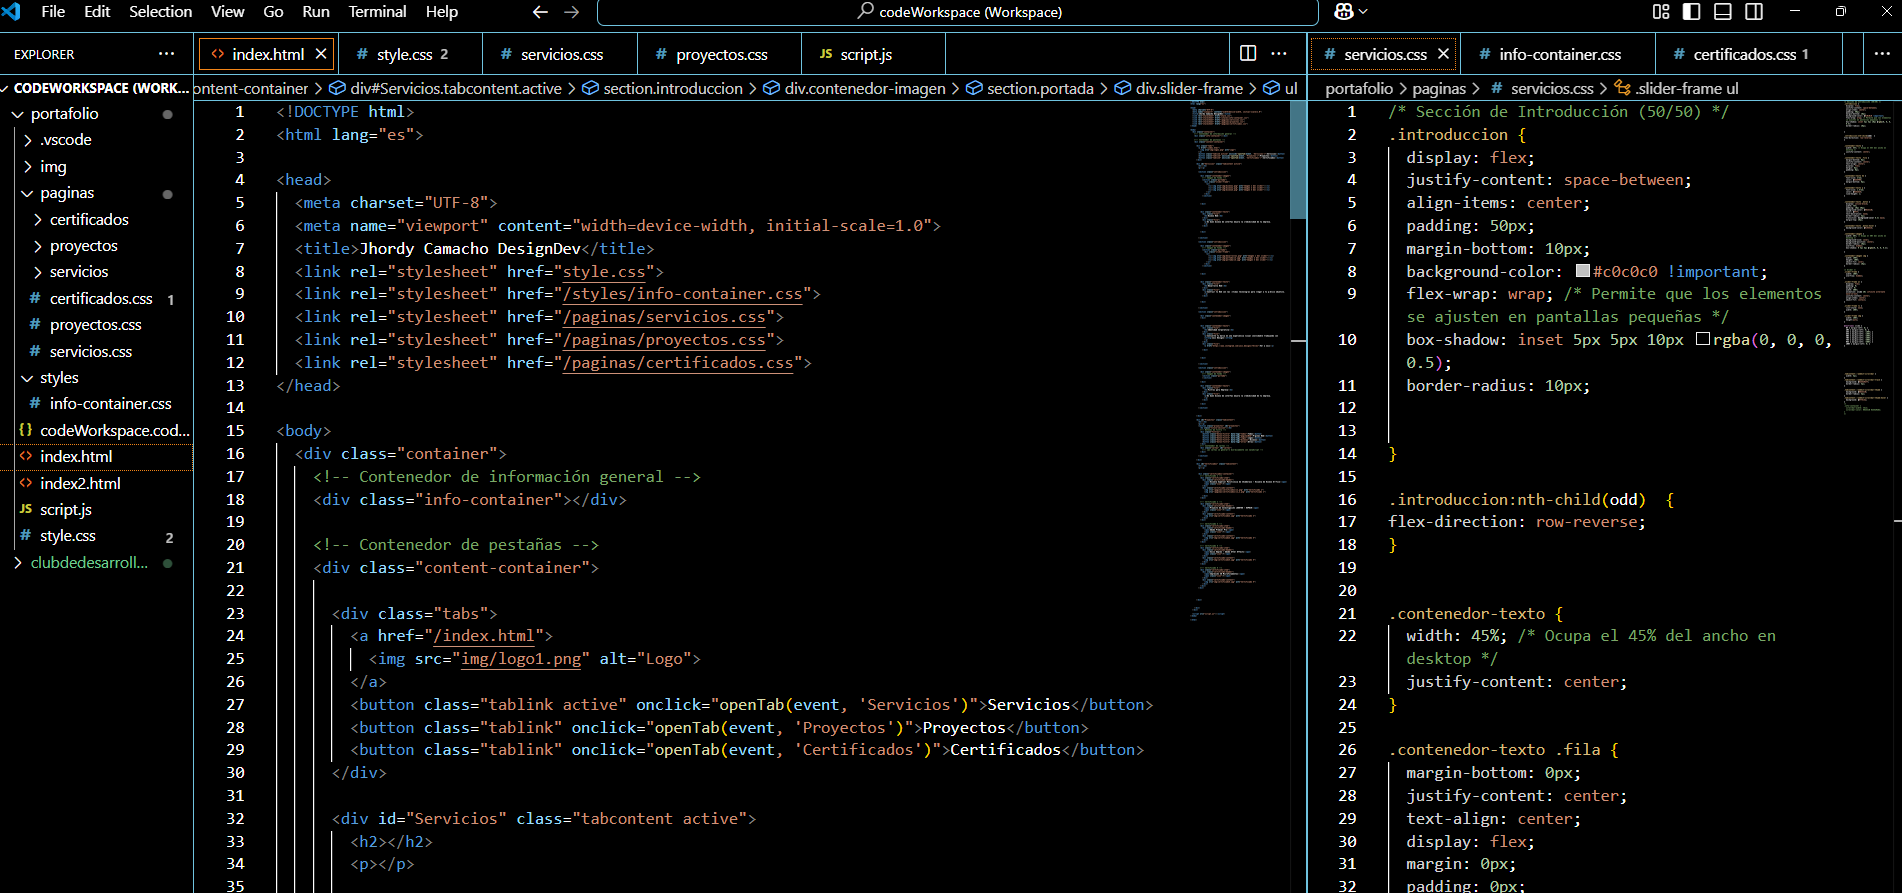 File Edit Selection View Go Run Terminal Help
codeWorkspace (Workspace)
EXPLORER
CODEWORKSPACE (WORK...
portafolio
.vscode
img
paginas
certificados
proyectos
servicios
# certificados.css 1
# proyectos.css
# servicios.css
styles
# info-container.css
{} codeWorkspace.cod...
<> index.html
<> index2.html
JS script.js
# style.css 2
clubdedesarroll...
<> index.html
# style.css 2
# servicios.css
# proyectos.css
JS script.js
ontent-container > div#Servicios.tabcontent.active > section.introduccion > div.contenedor-imagen > section.portada > div.slider-frame > ul
1 <!DOCTYPE html>
2 <html lang="es">
3
4 <head>
5 <meta charset="UTF-8">
6 <meta name="viewport" content="width=device-width, initial-scale=1.0">
7 <title>Jhordy Camacho DesignDev</title>
8 <link rel="stylesheet" href="style.css">
9 <link rel="stylesheet" href="/styles/info-container.css">
10 <link rel="stylesheet" href="/paginas/servicios.css">
11 <link rel="stylesheet" href="/paginas/proyectos.css">
12 <link rel="stylesheet" href="/paginas/certificados.css">
13 </head>
14
15 <body>
16 <div class="container">
17 <!-- Contenedor de información general -->
18 <div class="info-container"></div>
19
20 <!-- Contenedor de pestañas -->
21 <div class="content-container">
22
23 <div class="tabs">
24 <a href="/index.html">
25 <img src="img/logo1.png" alt="Logo">
26 </a>
27 <button class="tablink active" onclick="openTab(event, 'Servicios')">Servicios</button>
28 <button class="tablink" onclick="openTab(event, 'Proyectos')">Proyectos</button>
29 <button class="tablink" onclick="openTab(event, 'Certificados')">Certificados</button>
30 </div>
31
32 <div id="Servicios" class="tabcontent active">
33 <h2></h2>
34 <p></p>
35
# servicios.css
# info-container.css
# certificados.css 1
portafolio > paginas > # servicios.css > .slider-frame ul
1 /* Sección de Introducción (50/50) */
2 .introduccion {
3 display: flex;
4 justify-content: space-between;
5 align-items: center;
6 padding: 50px;
7 margin-bottom: 10px;
8 background-color: #c0c0c0 !important;
9 flex-wrap: wrap; /* Permite que los elementos
se ajusten en pantallas pequeñas */
10 box-shadow: inset 5px 5px 10px rgba(0, 0, 0,
0.5);
11 border-radius: 10px;
12
13
14 }
15
16 .introduccion:nth-child(odd) {
17 flex-direction: row-reverse;
18 }
19
20
21 .contenedor-texto {
22 width: 45%; /* Ocupa el 45% del ancho en
desktop */
23 justify-content: center;
24 }
25
26 .contenedor-texto .fila {
27 margin-bottom: 0px;
28 justify-content: center;
29 text-align: center;
30 display: flex;
31 margin: 0px;
32 padding: 0px;